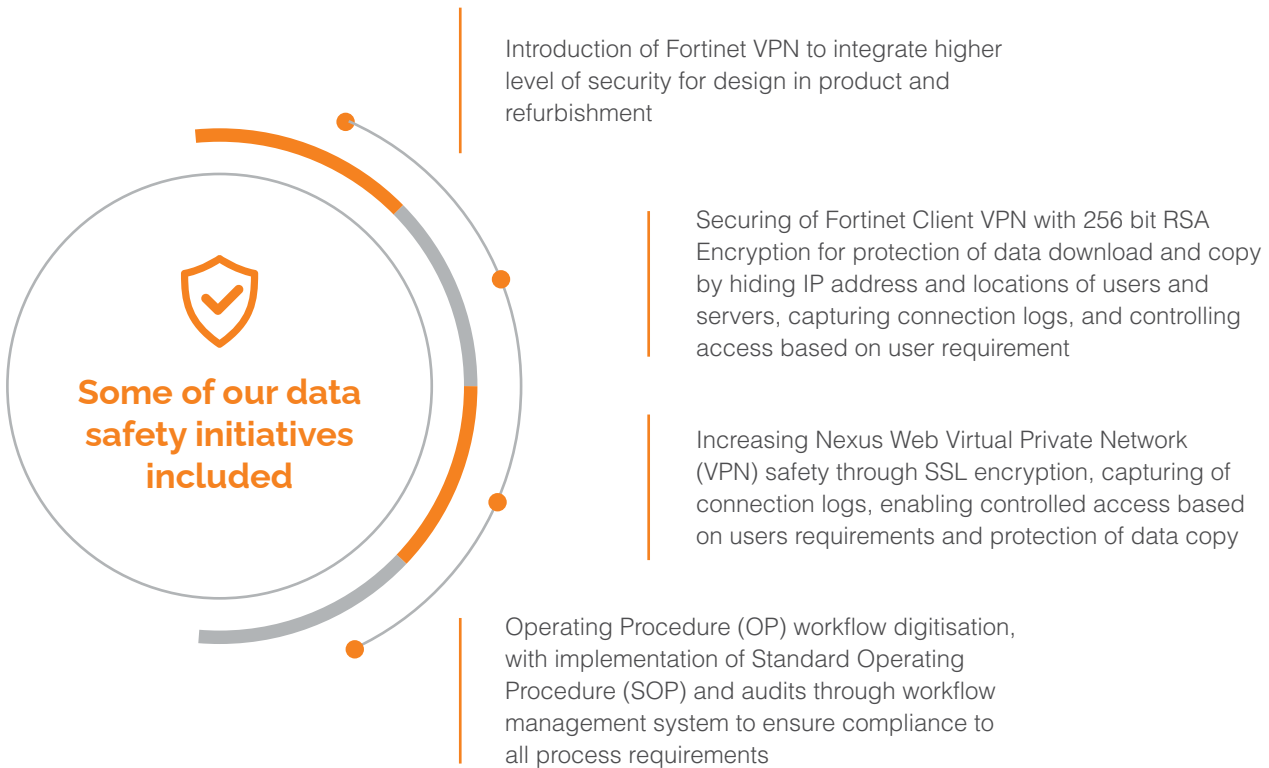 Introduction of Fortinet VPN to integrate higher
level of security for design in product and
refurbishment
Securing of Fortinet Client VPN with 256 bit RSA
Encryption for protection of data download and copy
by hiding IP address and locations of users and
servers, capturing connection logs, and controlling
access based on user requirement
Some of our data
safety initiatives
included
Increasing Nexus Web Virtual Private Network
(VPN) safety through SSL encryption, capturing of
connection logs, enabling controlled access based
on users requirements and protection of data copy
Operating Procedure (OP) workflow digitisation,
with implementation of Standard Operating
Procedure (SOP) and audits through workflow
management system to ensure compliance to
all process requirements